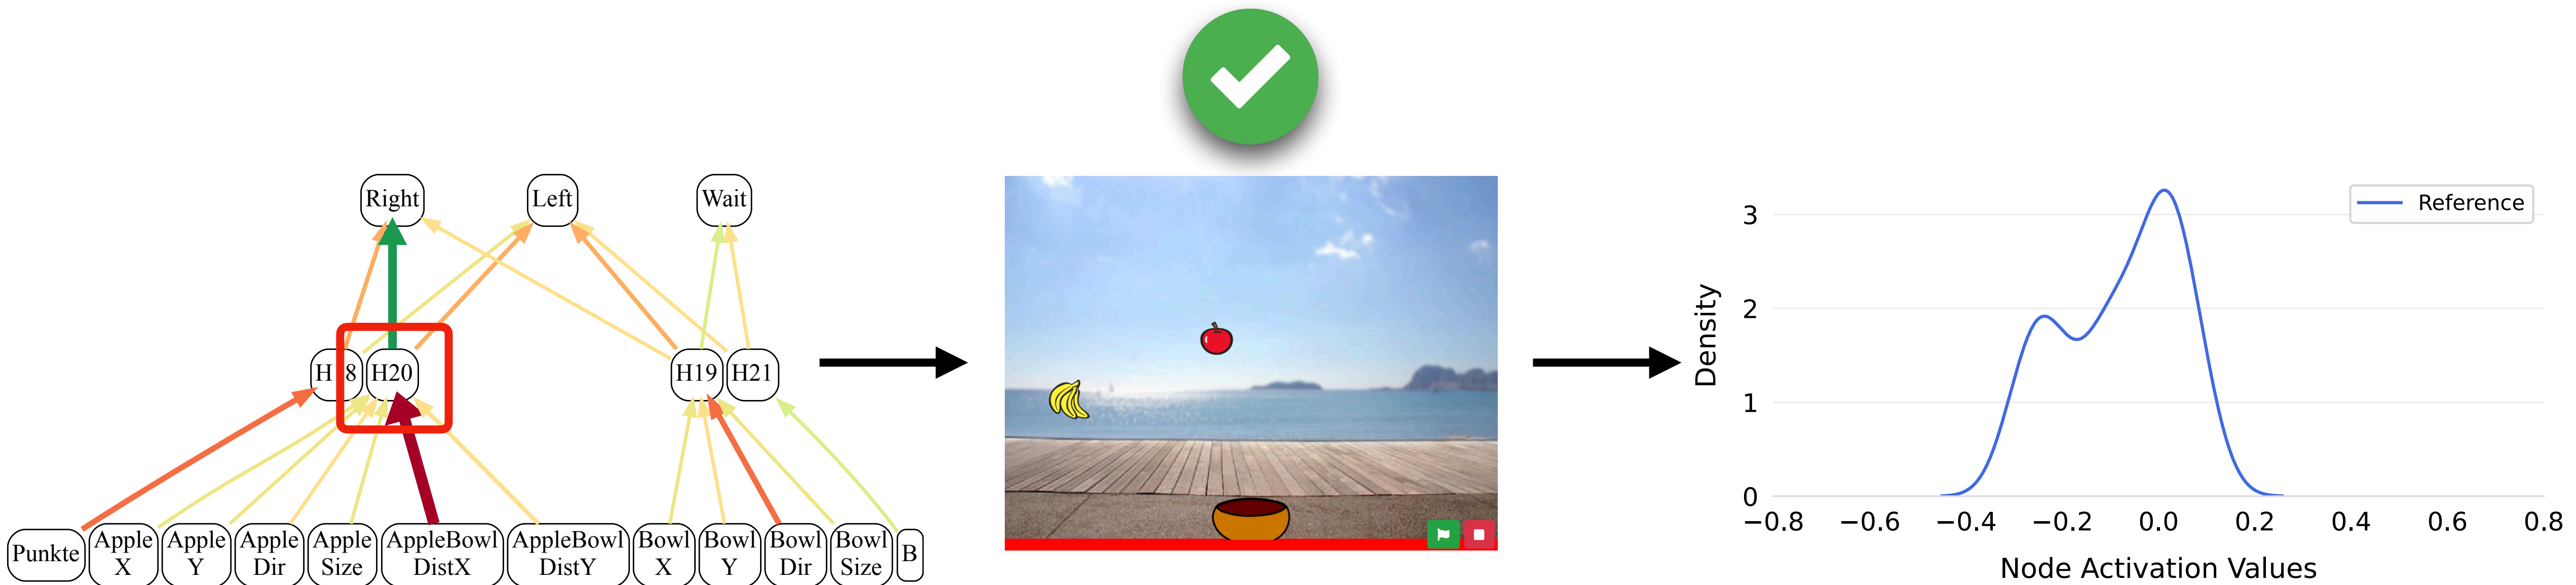 Right
Left
Wait
H 8
H20
H19
H21
Punkte
Apple
X
Apple
Y
Apple
Dir
Apple
Size
AppleBowl
DistX
AppleBowl
DistY
Bowl
X
Bowl
Y
Bowl
Dir
Bowl
Size
B
Reference
Density
3
2
1
0
−0.8
−0.6
−0.4
−0.2
0.0
0.2
0.4
0.6
0.8
Node Activation Values